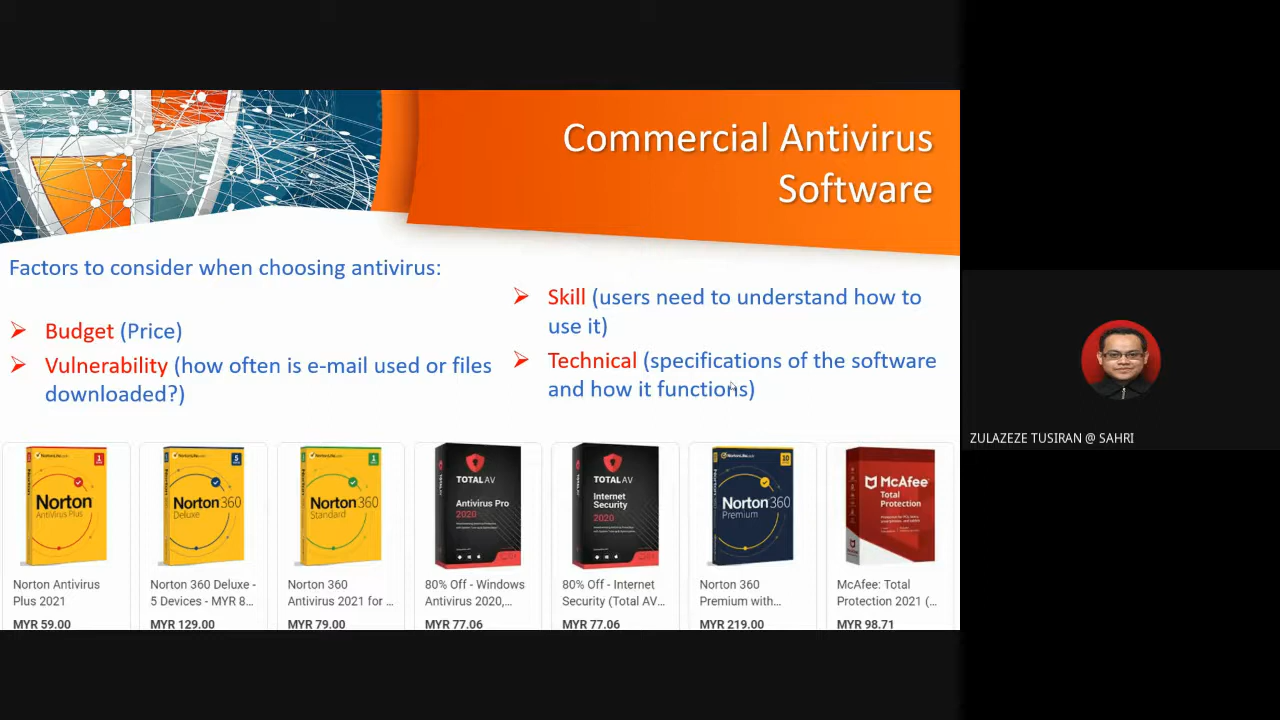 Commercial Antivirus
Software
Factors to consider when choosing antivirus:
➢ Budget (Price)
➢ Vulnerability (how often is e-mail used or files
downloaded?)
➢ Skill (users need to understand how to
use it)
➢ Technical (specifications of the software
and how it functions)
ZULAZEZE TUSIRAN @ SAHRI
1
Norton
AntiVirus Plus
5
Norton 360
Deluxe
1
Norton 360
Standard
TOTAL AV
Antivirus Pro
2020
TOTAL AV
Internet
Security
2020
10
Norton 360
Premium
McAfee
Total
Protection
Norton Antivirus
Plus 2021
MYR 59.00
Norton 360 Deluxe -
5 Devices - MYR 8...
MYR 129.00
Norton 360
Antivirus 2021 for ...
MYR 79.00
80% Off - Windows
Antivirus 2020,...
MYR 77.06
80% Off - Internet
Security (Total AV...
MYR 77.06
Norton 360
Premium with...
MYR 219.00
McAfee: Total
Protection 2021 (...
MYR 98.71